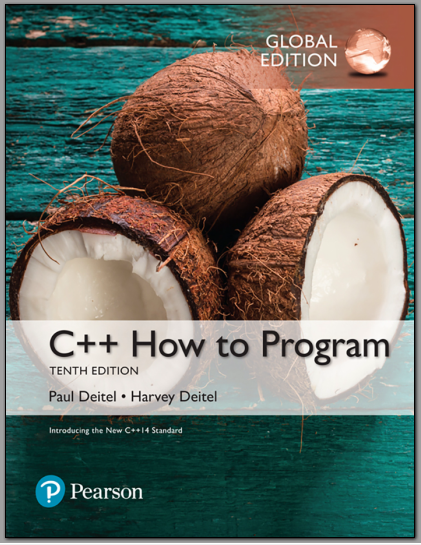 GLOBAL
EDITION
C++ How to Program
TENTH EDITION
Paul Deitel • Harvey Deitel
Introducing the New C++14 Standard
Pearson